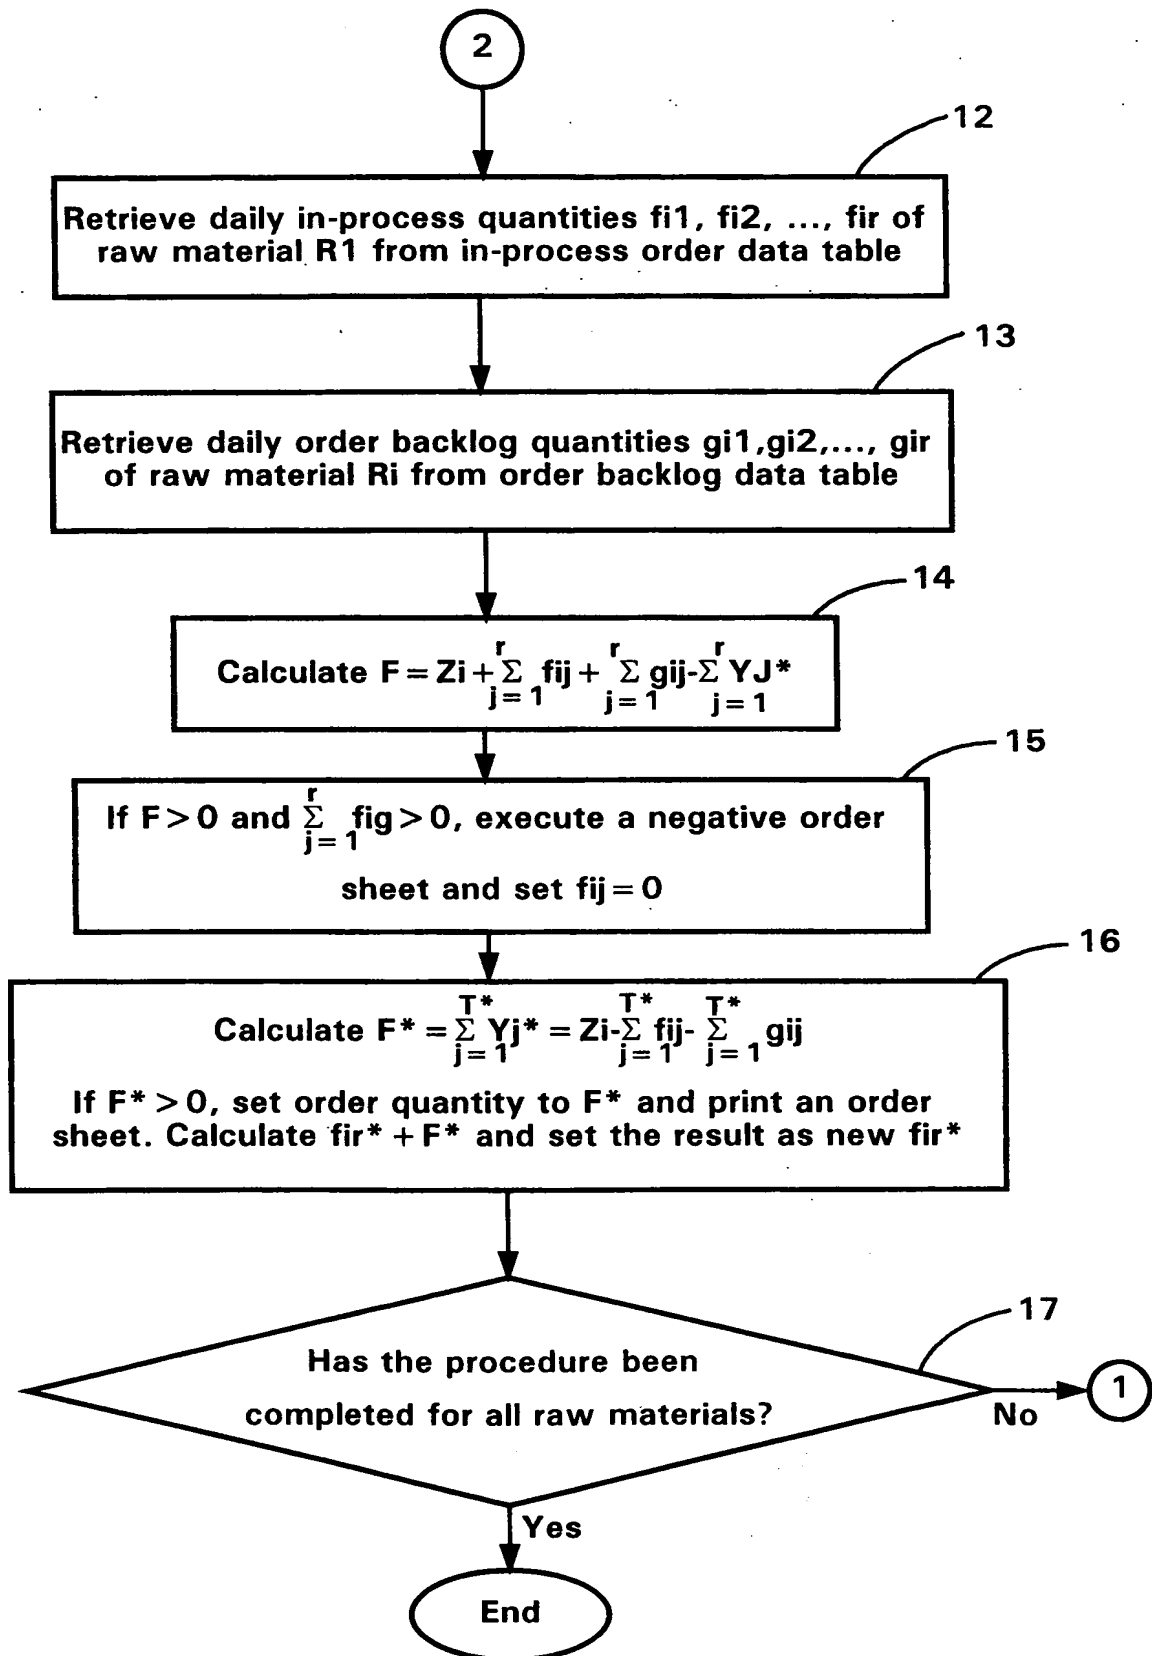 2
12
Retrieve daily in-process quantities fi1, fi2, ..., fir of
raw material R1 from in-process order data table
13
Retrieve daily order backlog quantities gi1,gi2,..., gir
of raw material Ri from order backlog data table
14
r r r
Calculate F = Zi + Σ fij + Σ gij - Σ YJ*
j = 1 j = 1 j = 1
15
r
If F > 0 and Σ fig > 0, execute a negative order
j = 1
sheet and set fij = 0
16
T* T* T*
Calculate F* = Σ Yj* = Zi - Σ fij - Σ gij
j = 1 j = 1 j = 1
If F* > 0, set order quantity to F* and print an order
sheet. Calculate fir* + F* and set the result as new fir*
17
Has the procedure been
completed for all raw materials?
1
No
Yes
End